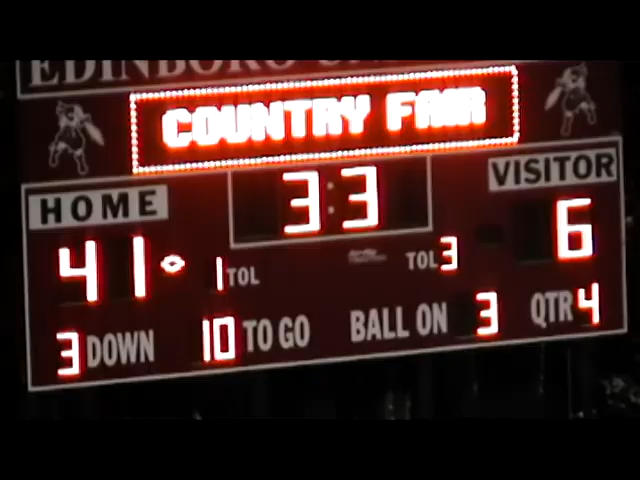 EDINBORO
COUNTRY FAIR
HOME 3:3 VISITOR
41 1 TOL TOL 3 6
3 DOWN 10 TO GO BALL ON 3 QTR 4